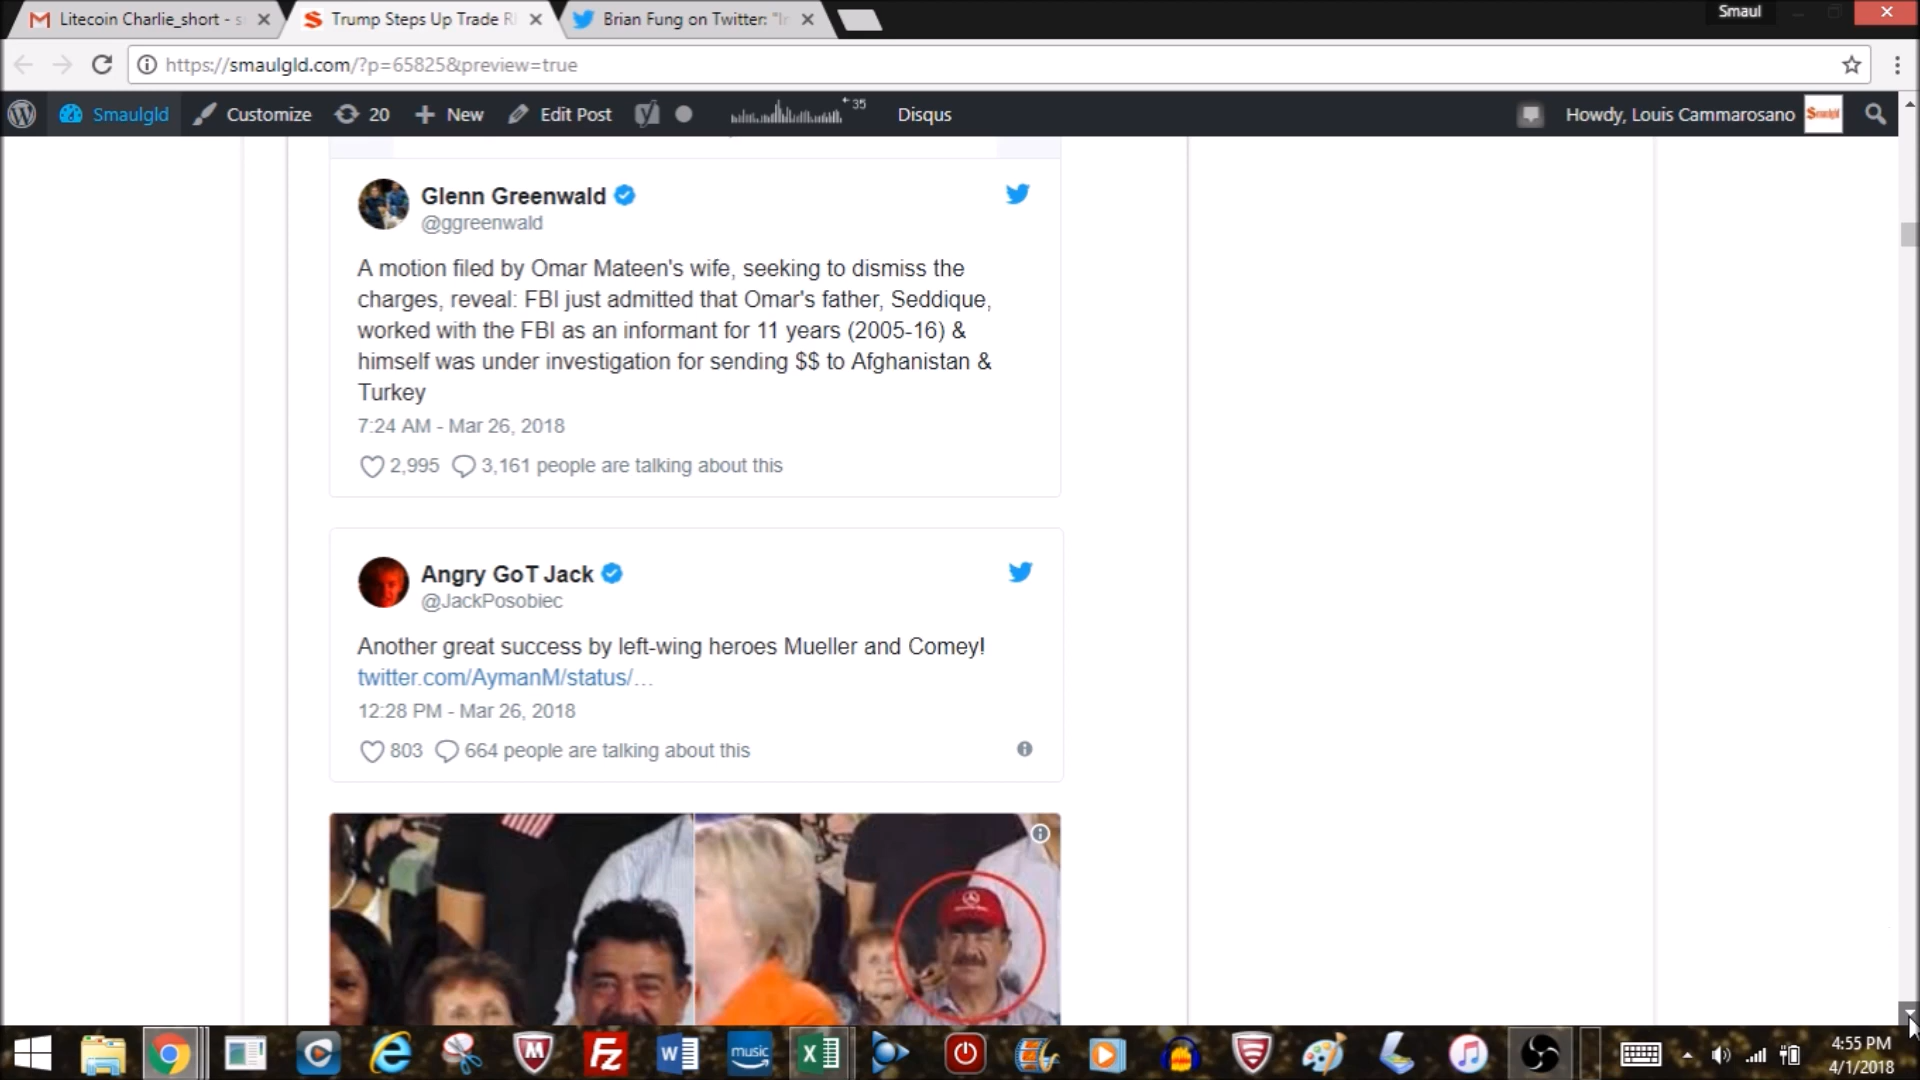 Litecoin Charlie_short - s
Trump Steps Up Trade R
Brian Fung on Twitter: "I
Smaul
https://smaulgld.com/?p=65825&preview=true
Smaulgld
Customize
20
New
Edit Post
35
Disqus
Howdy, Louis Cammarosano
Glenn Greenwald
@ggreenwald
A motion filed by Omar Mateen's wife, seeking to dismiss the
charges, reveal: FBI just admitted that Omar's father, Seddique,
worked with the FBI as an informant for 11 years (2005-16) &
himself was under investigation for sending $$ to Afghanistan &
Turkey
7:24 AM - Mar 26, 2018
2,995 3,161 people are talking about this
Angry GoT Jack
@JackPosobiec
Another great success by left-wing heroes Mueller and Comey!
twitter.com/AymanM/status/…
12:28 PM - Mar 26, 2018
803 664 people are talking about this
music
4:55 PM
4/1/2018